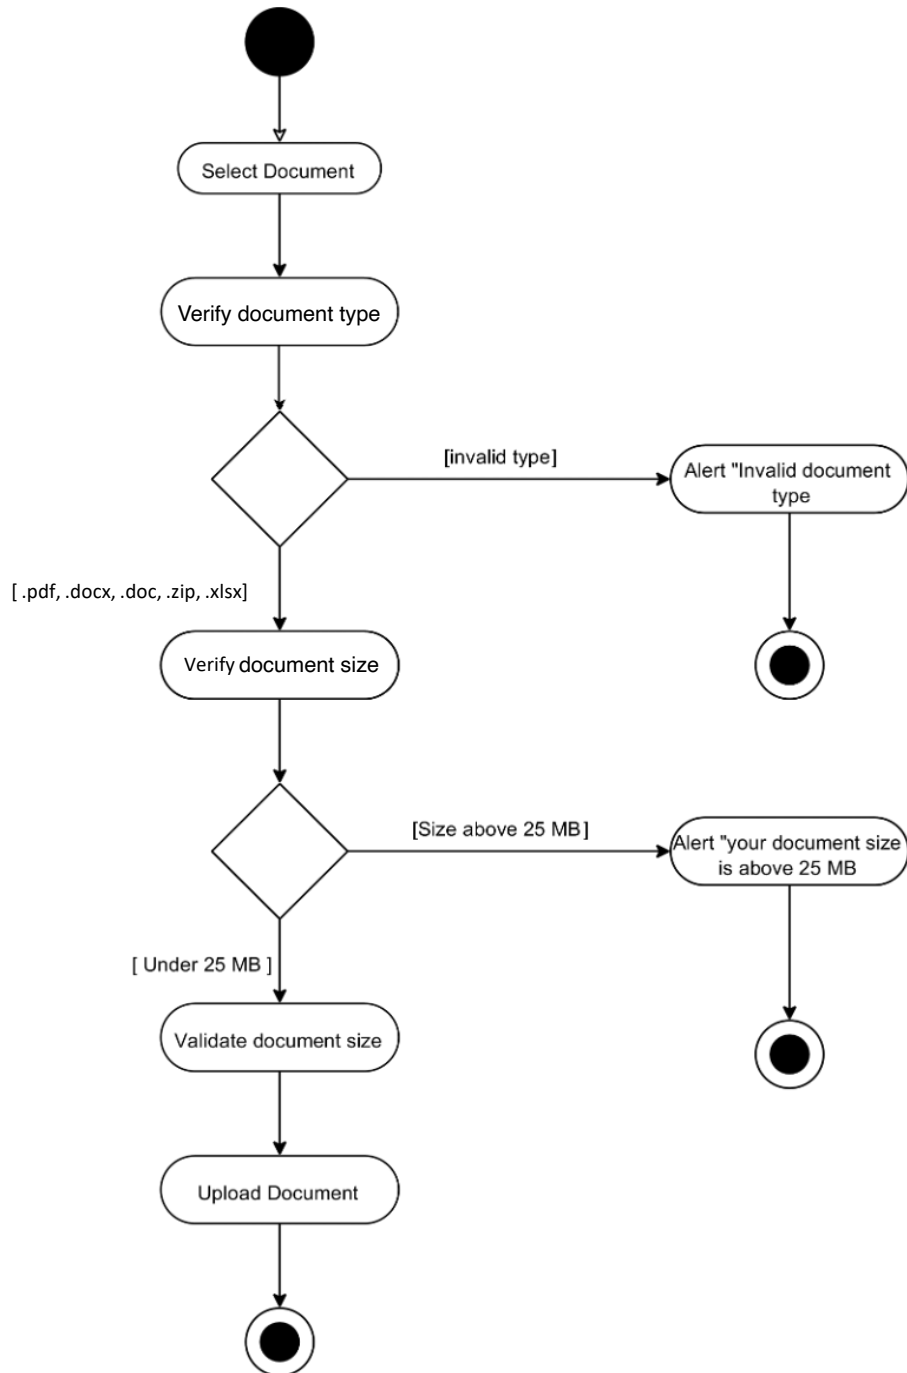 Select Document
Verify document type
[invalid type]
Alert "Invalid document
type
[ .pdf, .docx, .doc, .zip, .xlsx]
Verify document size
[Size above 25 MB]
Alert "your document size
is above 25 MB
[ Under 25 MB ]
Validate document size
Upload Document